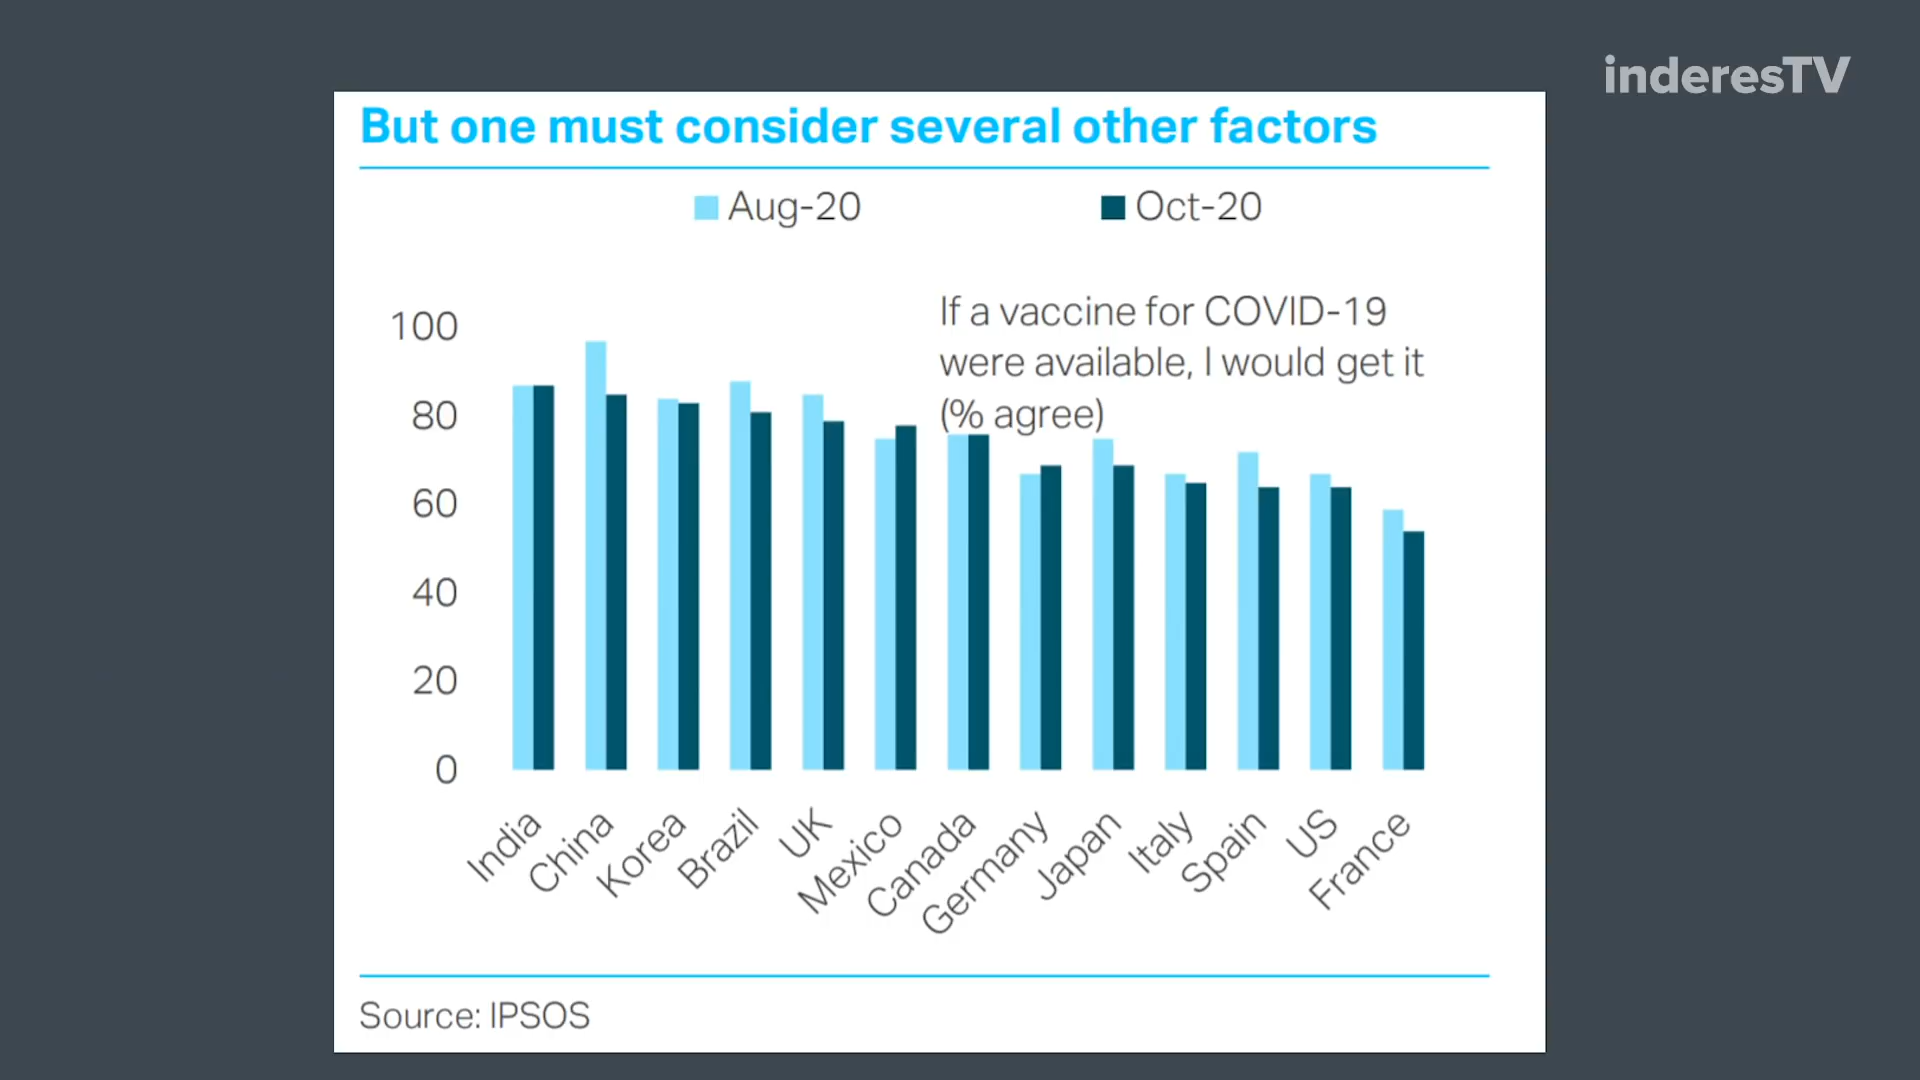 inderesTV
But one must consider several other factors
Aug-20
Oct-20
If a vaccine for COVID-19
were available, I would get it
(% agree)
100
80
60
40
20
0
India
China
Korea
Brazil
UK
Mexico
Canada
Germany
Japan
Italy
Spain
US
France
Source: IPSOS